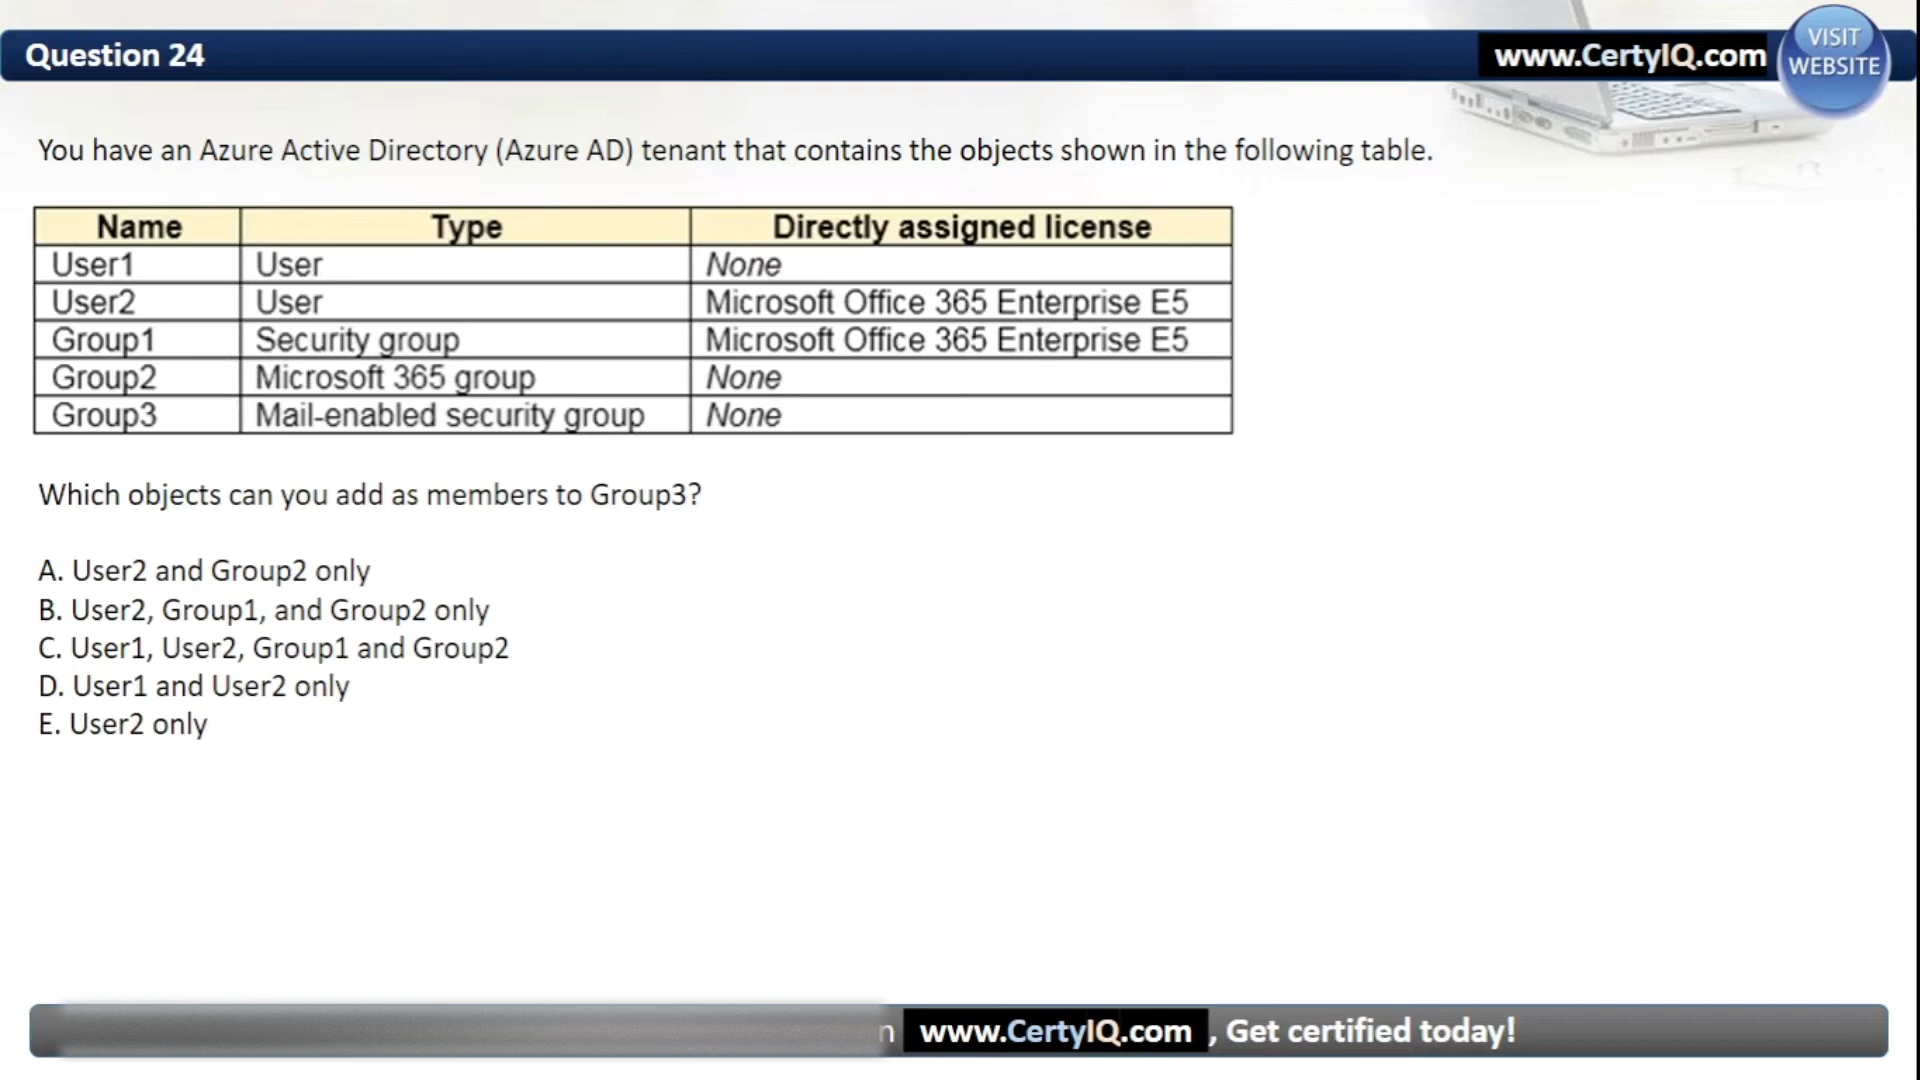 Question 24
www.CertyIQ.com
VISIT
WEBSITE
You have an Azure Active Directory (Azure AD) tenant that contains the objects shown in the following table.
Name Type Directly assigned license
User1 User None
User2 User Microsoft Office 365 Enterprise E5
Group1 Security group Microsoft Office 365 Enterprise E5
Group2 Microsoft 365 group None
Group3 Mail-enabled security group None
Which objects can you add as members to Group3?
A. User2 and Group2 only
B. User2, Group1, and Group2 only
C. User1, User2, Group1 and Group2
D. User1 and User2 only
E. User2 only
www.CertyIQ.com , Get certified today!